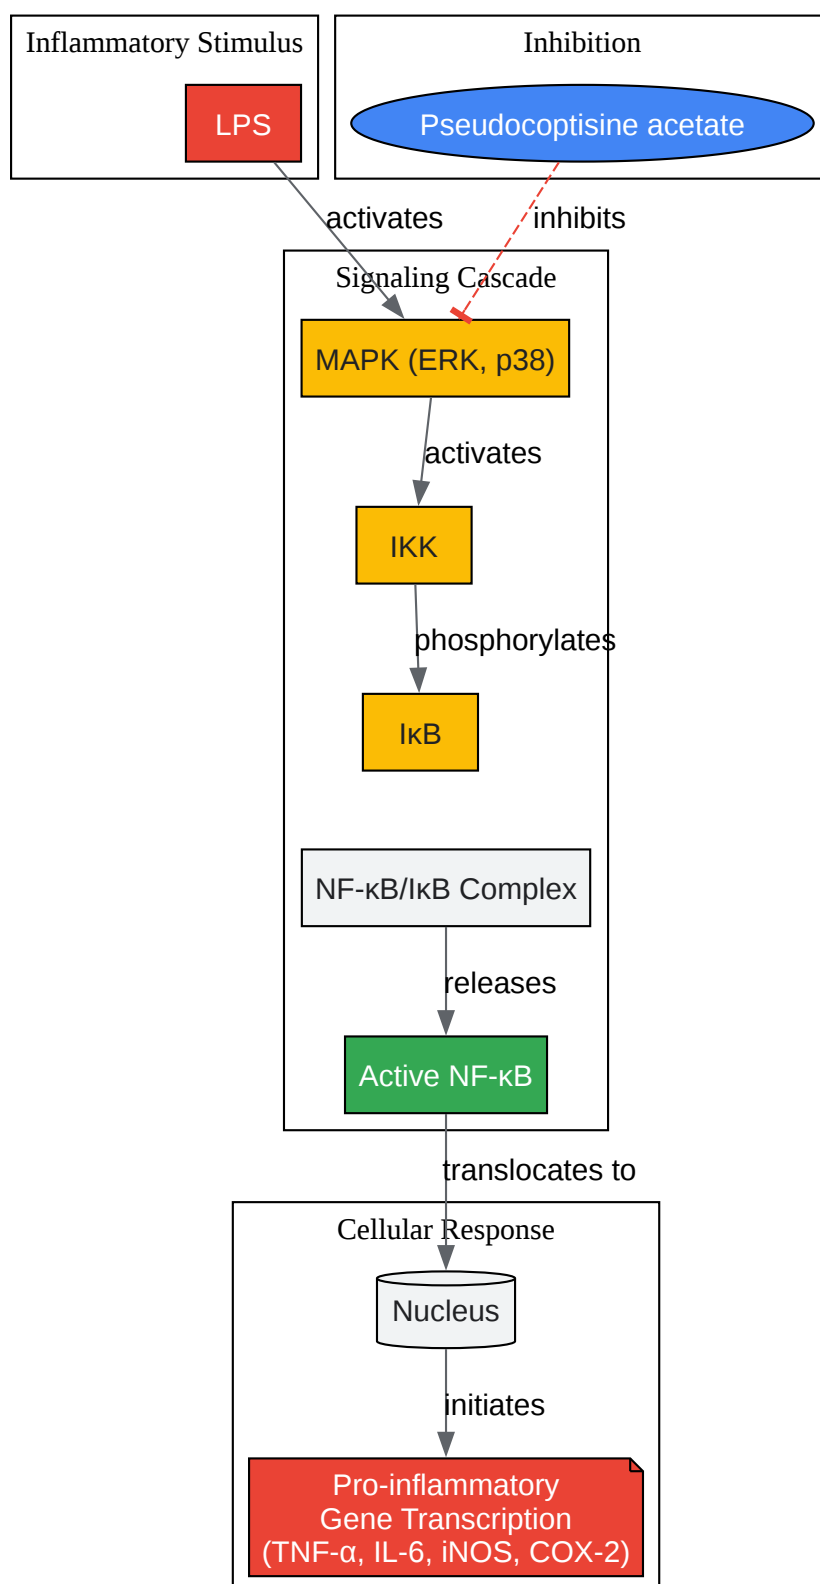 Inflammatory Stimulus
Inhibition
LPS
Pseudocoptisine acetate
activates
inhibits
Signaling Cascade
MAPK (ERK, p38)
activates
IKK
phosphorylates
IκB
NF-κB/IκB Complex
releases
Active NF-κB
translocates to
Cellular Response
Nucleus
initiates
Pro-inflammatory
Gene Transcription
(TNF-α, IL-6, iNOS, COX-2)